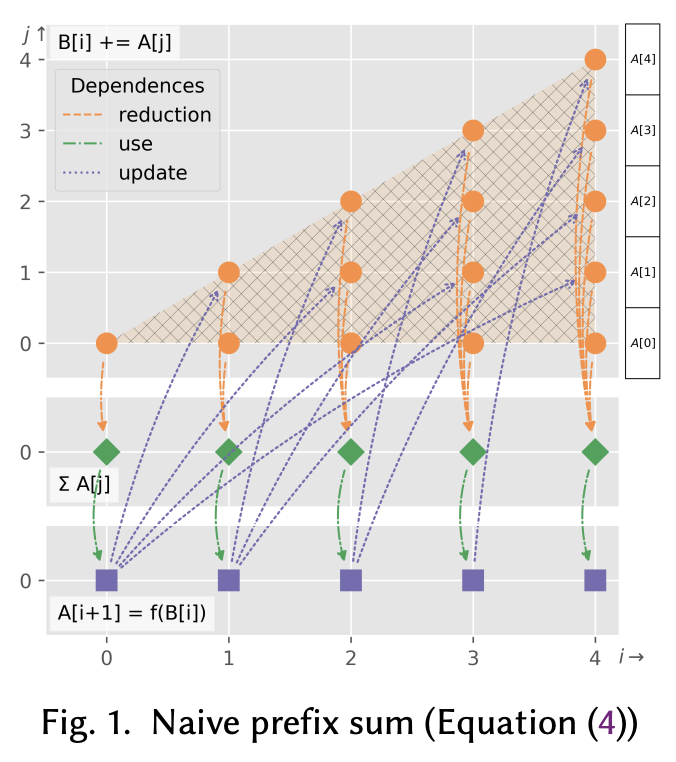 j ↑
B[i] += A[j]
Dependences
reduction
use
update
4
3
2
1
0
A[4]
A[3]
A[2]
A[1]
A[0]
0
Σ A[j]
0
A[i+1] = f(B[i])
0 1 2 3 4 i→
Fig. 1. Naive prefix sum (Equation (4))